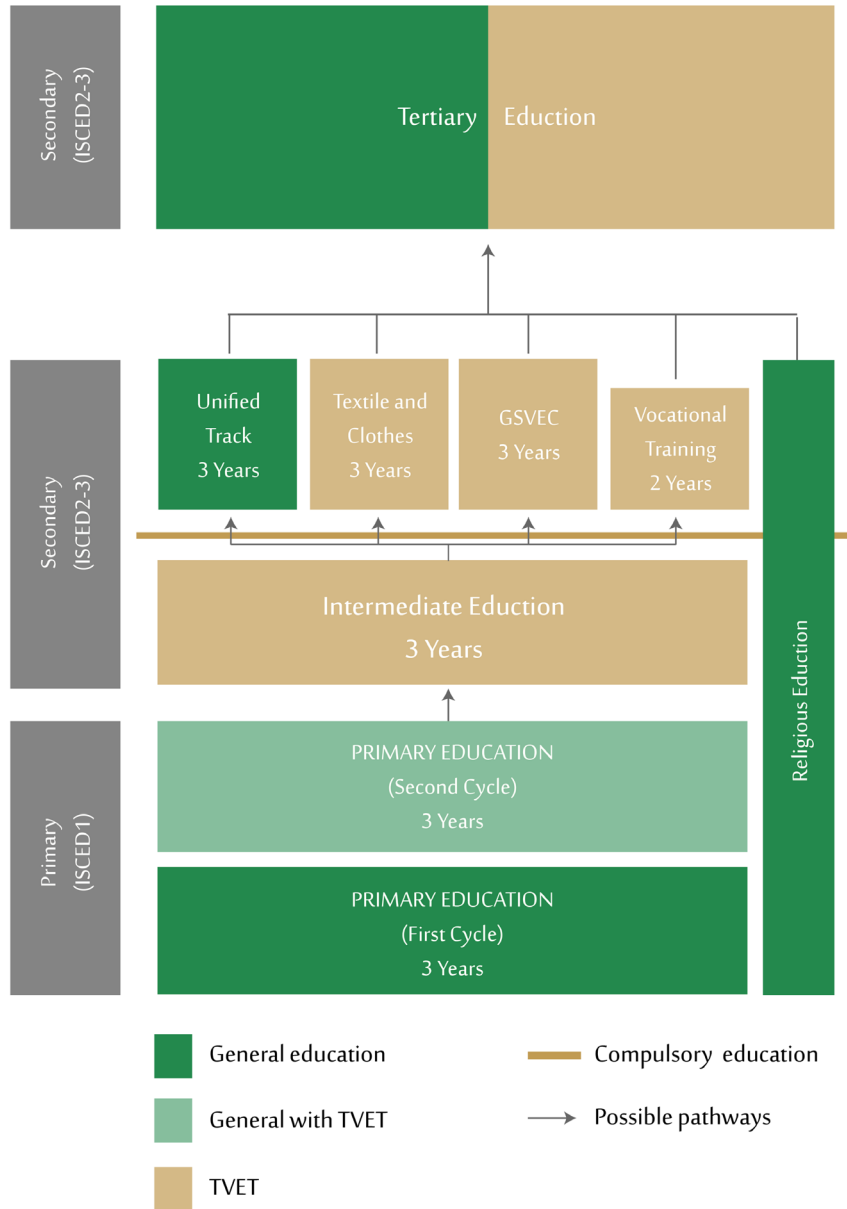 Secondary
(ISCED2-3)
Tertiary Eduction
Secondary
(ISCED2-3)
Unified
Track
3 Years
Textile and
Clothes
3 Years
GSVEC
3 Years
Vocational
Training
2 Years
Intermediate Eduction
3 Years
Religious Eduction
Primary
(ISCED1)
PRIMARY EDUCATION
(Second Cycle)
3 Years
PRIMARY EDUCATION
(First Cycle)
3 Years
General education
Compulsory education
General with TVET
Possible pathways
TVET